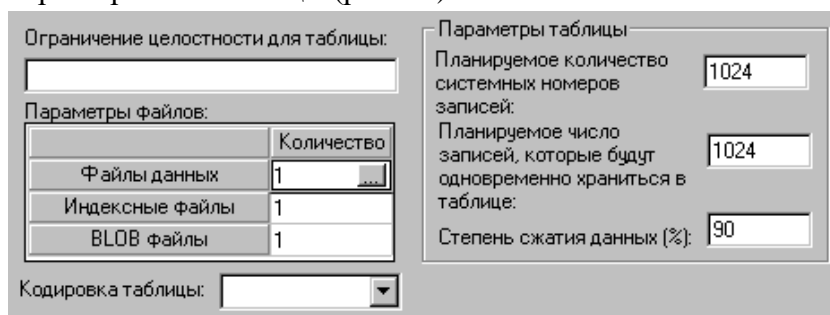 Ограничение целостности для таблицы:
Параметры файлов:
Количество
Файлы данных 1 ...
Индексные файлы 1
BLOB файлы 1
Кодировка таблицы:
Параметры таблицы
Планируемое количество
системных номеров
записей:
1024
Планируемое число
записей, которые будут
одновременно храниться в
таблице:
1024
Степень сжатия данных (%): 90